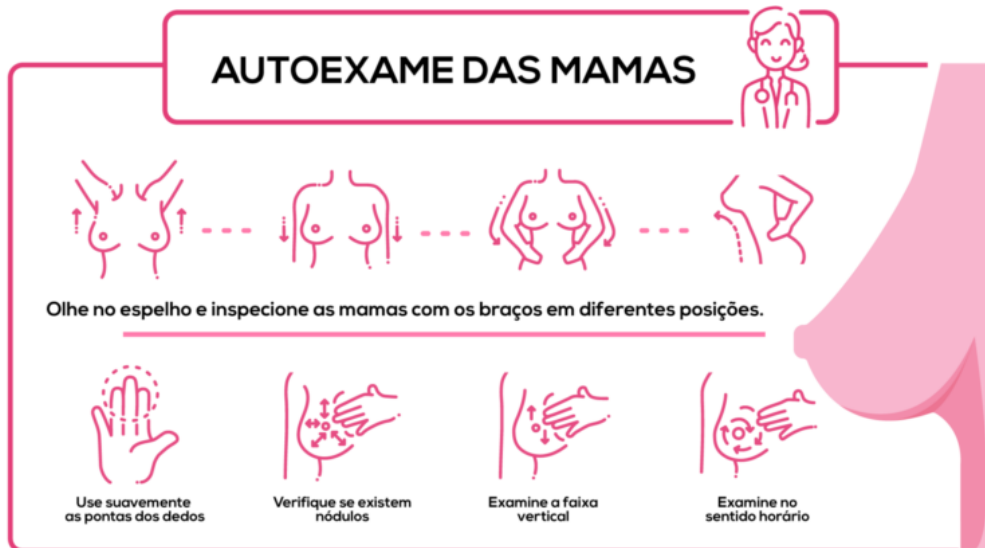 AUTOEXAME DAS MAMAS
Olhe no espelho e inspecione as mamas com os braços em diferentes posições.
Use suavemente
as pontas dos dedos
Verifique se existem
nódulos
Examine a faixa
vertical
Examine no
sentido horário